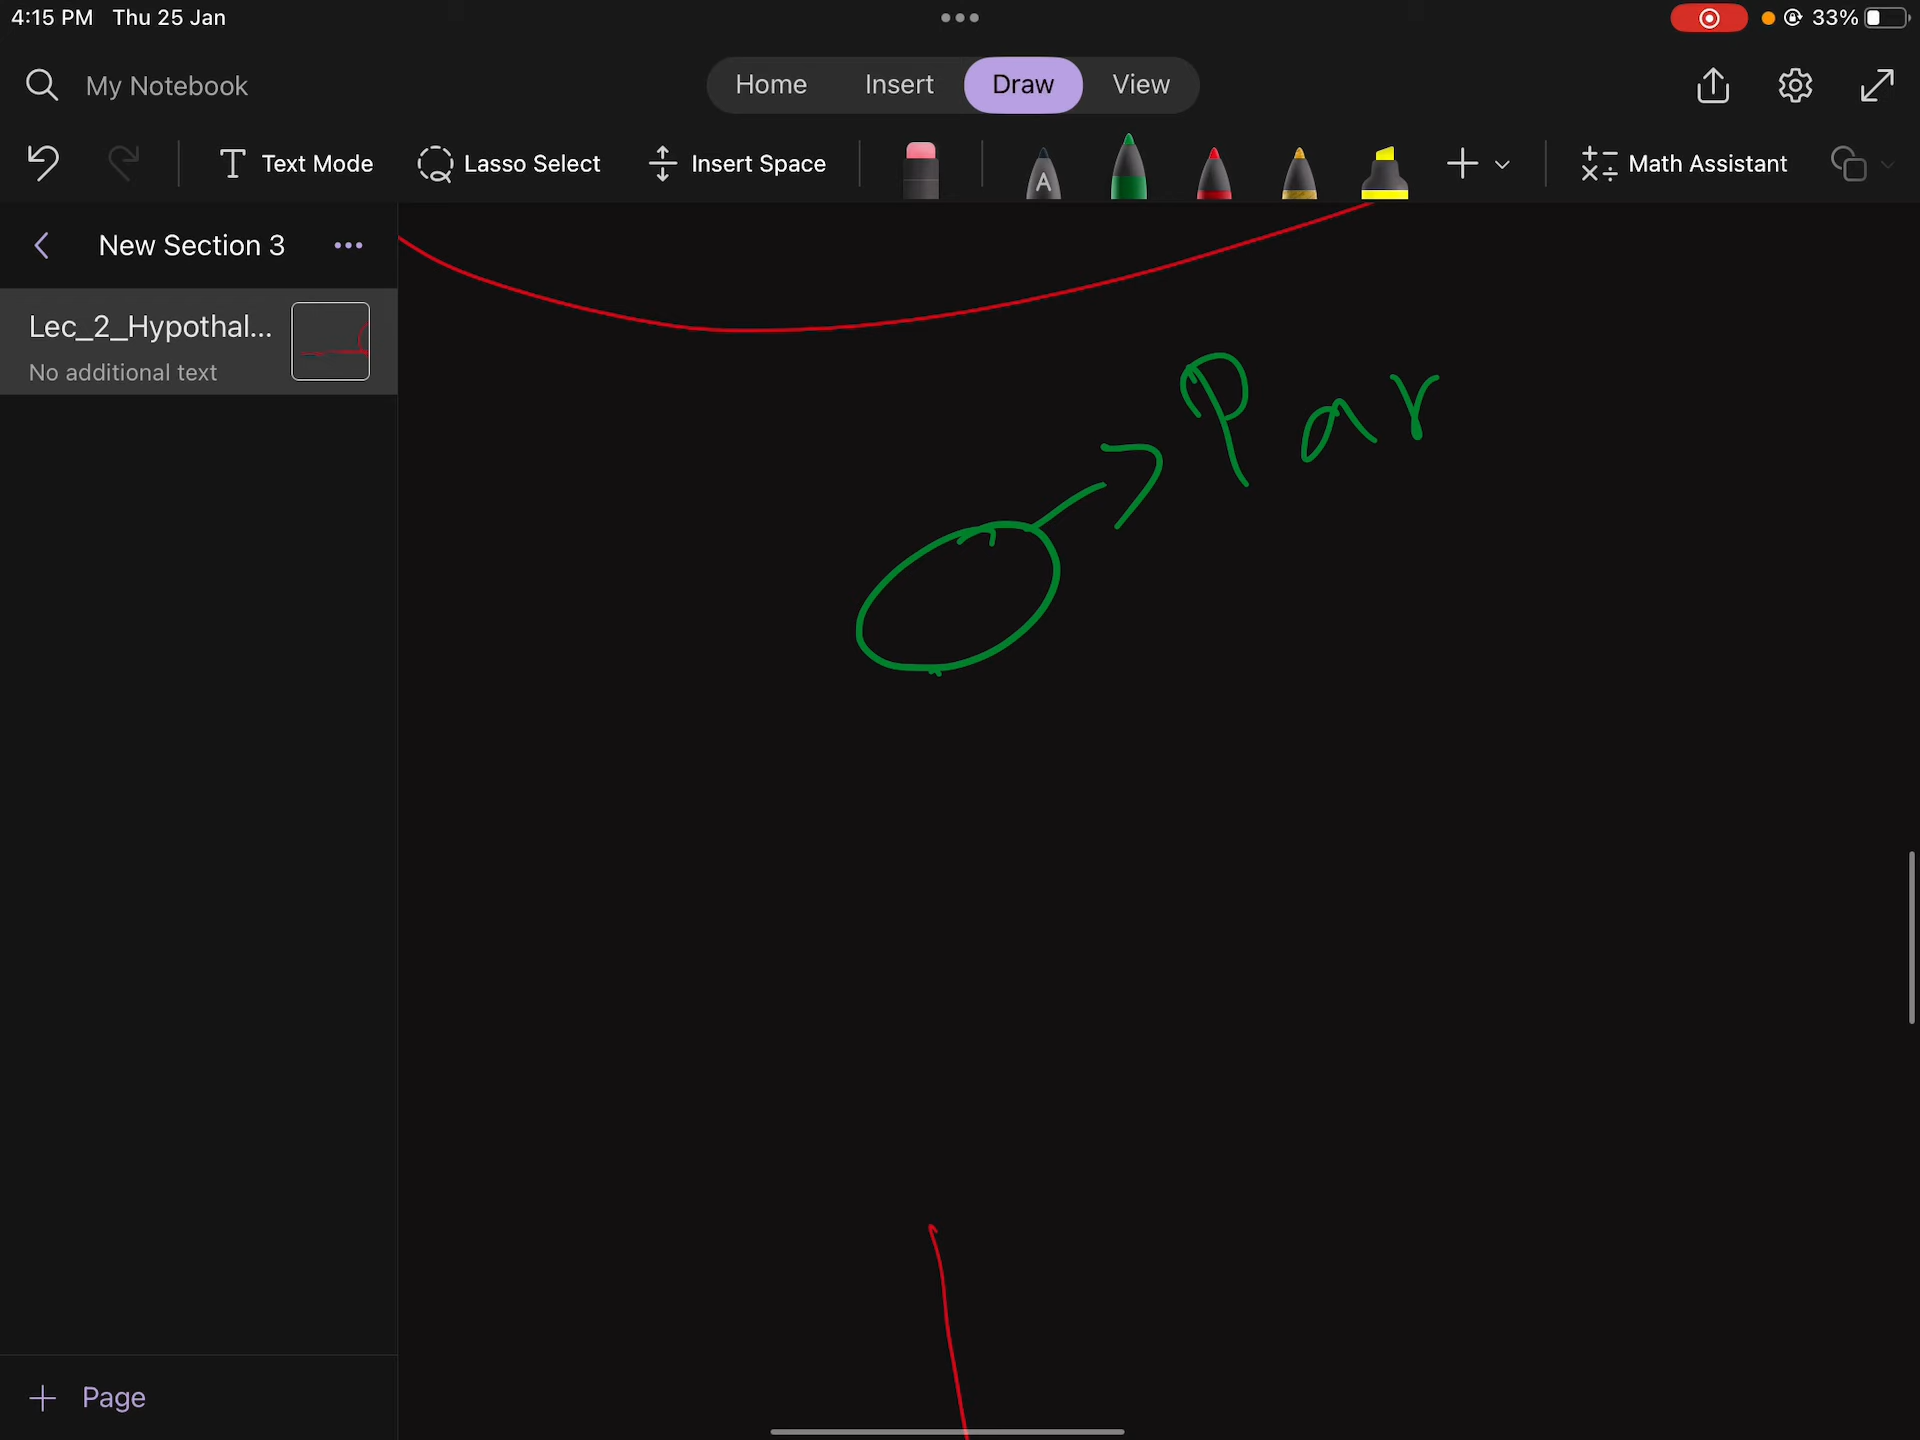 4:15 PM Thu 25 Jan 33%
My Notebook Home Insert Draw View
Text Mode Lasso Select Insert Space A Math Assistant
New Section 3
Lec_2_Hypothal...
No additional text
Par
Page